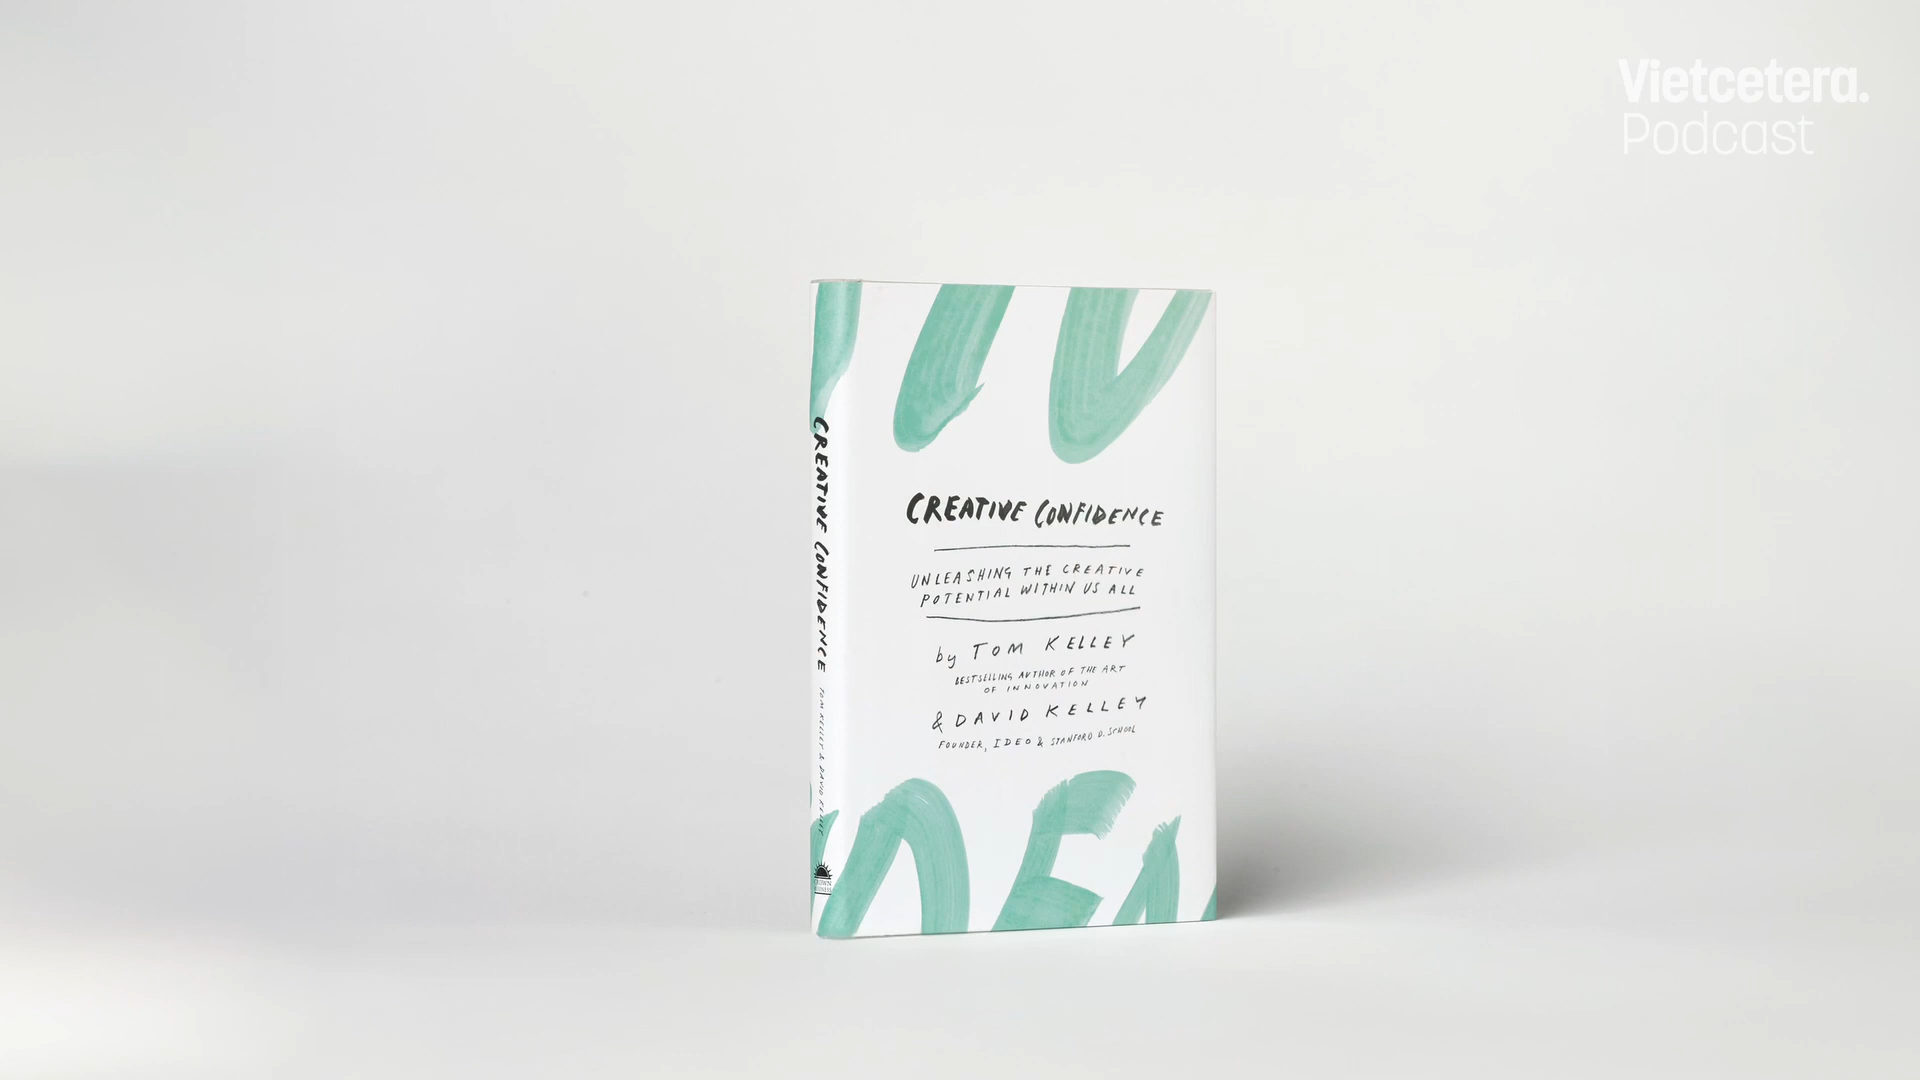 Vietcetera.
Podcast
CREATIVE CONFIDENCE
UNLEASHING THE CREATIVE
POTENTIAL WITHIN US ALL
by TOM KELLEY
BESTSELLING AUTHOR OF THE ART
OF INNOVATION
& DAVID KELLEY
FOUNDER, IDEO & STANFORD D.SCHOOL
CREATIVE CONFIDENCE
TOM KELLEY & DAVID KELLEY